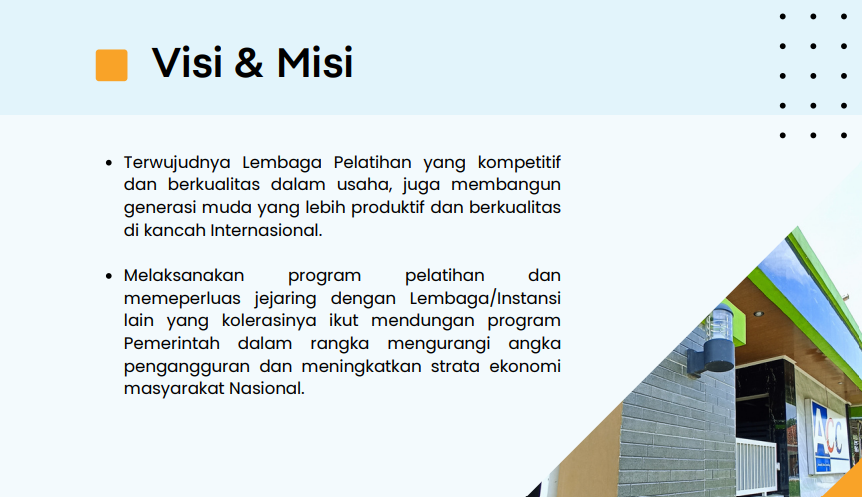 Visi & Misi
• Terwujudnya Lembaga Pelatihan yang kompetitif
dan berkualitas dalam usaha, juga membangun
generasi muda yang lebih produktif dan berkualitas
di kancah Internasional.
• Melaksanakan program pelatihan dan
memeperluas jejaring dengan Lembaga/Instansi
lain yang kolerasinya ikut mendungan program
Pemerintah dalam rangka mengurangi angka
pengangguran dan meningkatkan strata ekonomi
masyarakat Nasional.
ACC